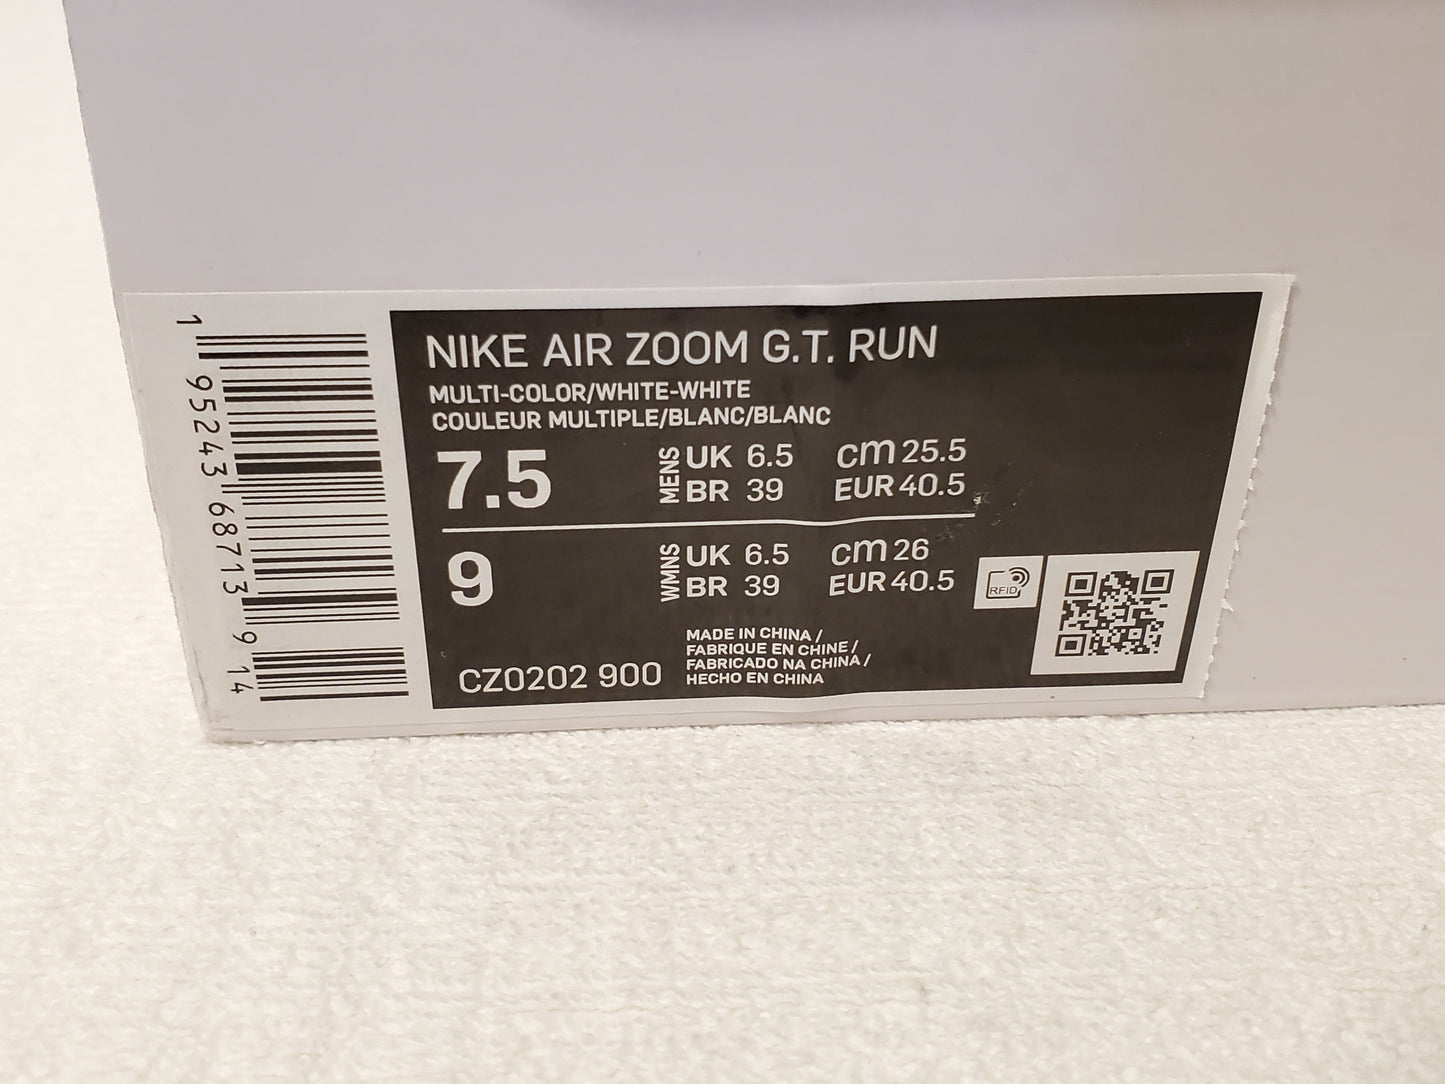 NIKE AIR ZOOM G.T. RUN
MULTI-COLOR/WHITE-WHITE
COULEUR MULTIPLE/BLANC/BLANC
7.5 MENS UK 6.5 cm 25.5
BR 39 EUR 40.5
9 WMNS UK 6.5 cm 26
BR 39 EUR 40.5
RFID
CZ0202 900
MADE IN CHINA /
FABRIQUE EN CHINE /
FABRICADO NA CHINA /
HECHO EN CHINA
1 95243 68713 9 14